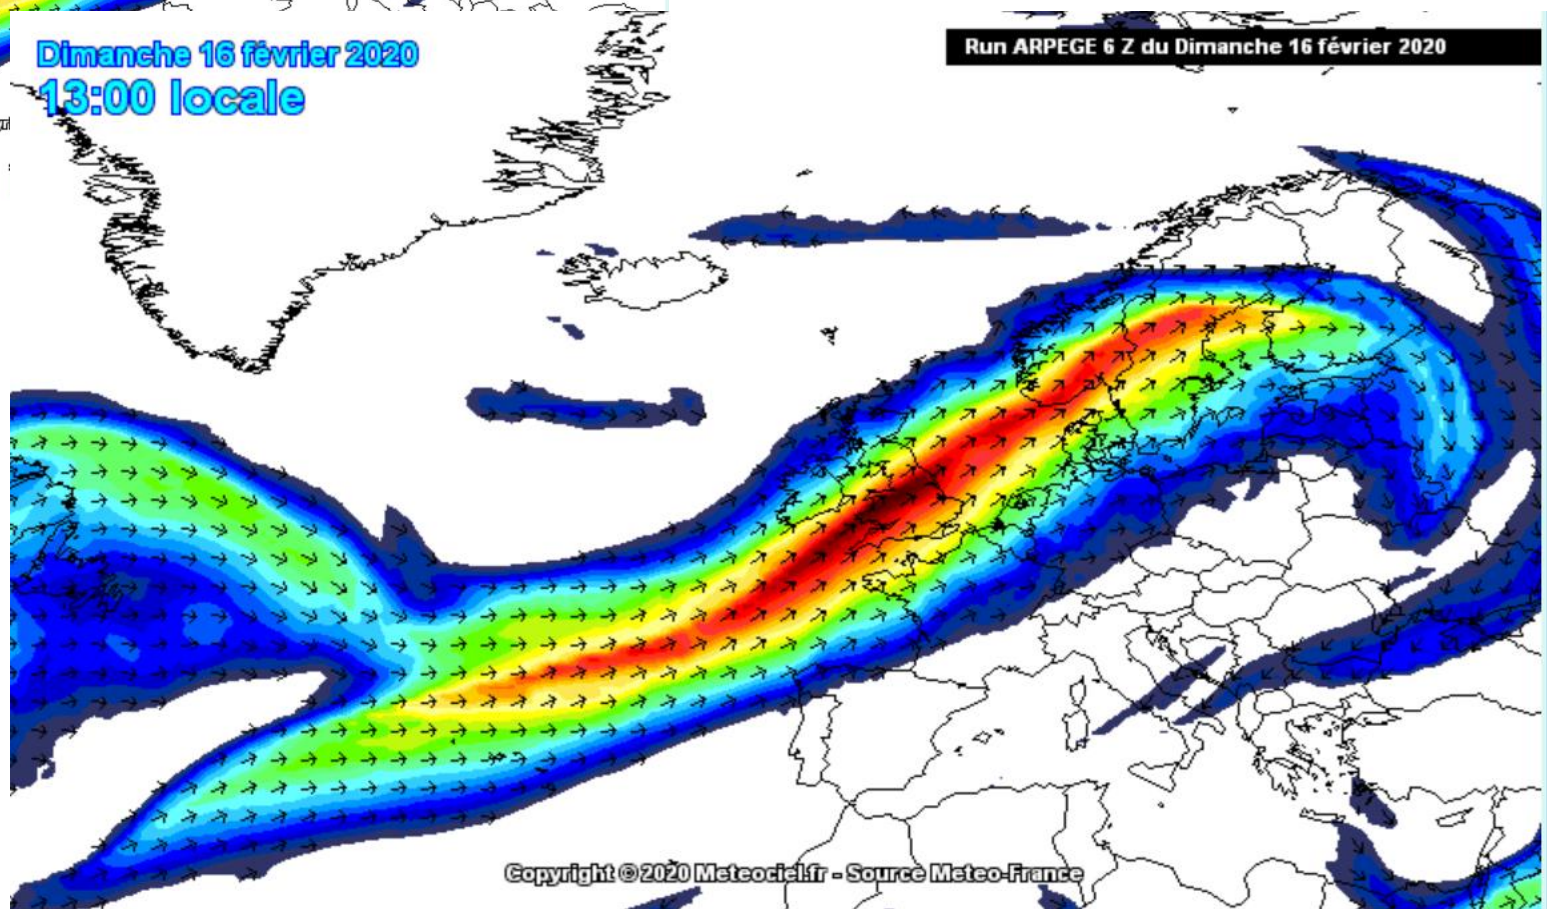 Dimanche 16 février 2020
13:00 locale
Run ARPEGE 6 Z du Dimanche 16 février 2020
Copyright © 2020 Meteociel.fr - Source Meteo-France